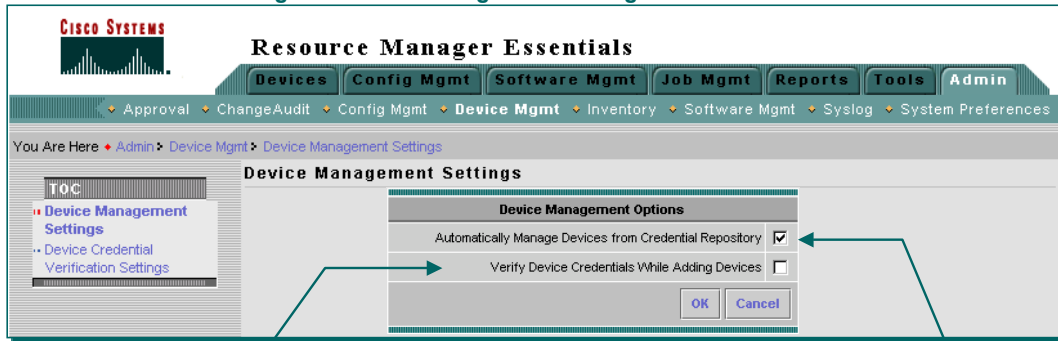 CISCO SYSTEMS
Resource Manager Essentials
Devices Config Mgmt Software Mgmt Job Mgmt Reports Tools Admin
Approval ChangeAudit Config Mgmt Device Mgmt Inventory Software Mgmt Syslog System Preferences
You Are Here Admin Device Mgmt Device Management Settings
Device Management Settings
TOC
Device Management
Settings
Device Credential
Verification Settings
Device Management Options
Automatically Manage Devices from Credential Repository
Verify Device Credentials While Adding Devices
OK Cancel